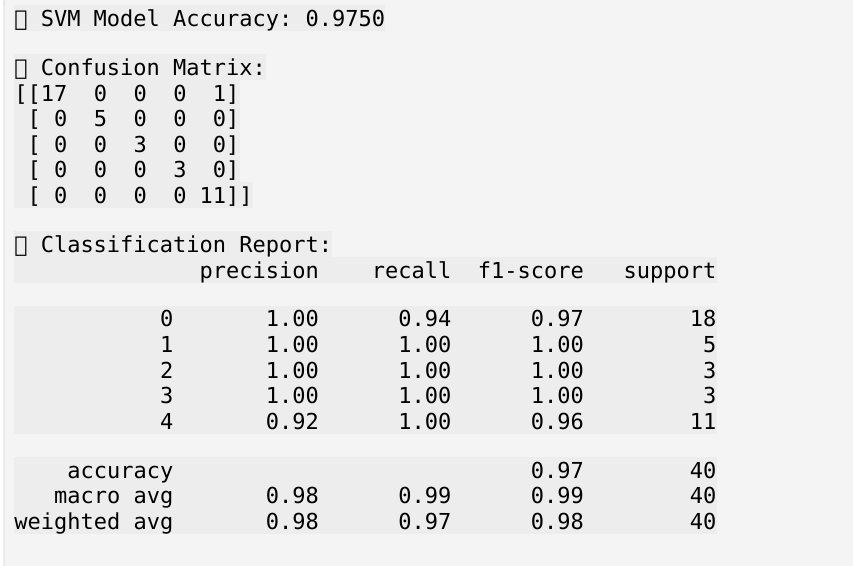 ▯ SVM Model Accuracy: 0.9750
▯ Confusion Matrix:
[[17  0  0  0  1]
 [ 0  5  0  0  0]
 [ 0  0  3  0  0]
 [ 0  0  0  3  0]
 [ 0  0  0  0 11]]
▯ Classification Report:
              precision    recall  f1-score   support
           0       1.00      0.94      0.97        18
           1       1.00      1.00      1.00         5
           2       1.00      1.00      1.00         3
           3       1.00      1.00      1.00         3
           4       0.92      1.00      0.96        11
    accuracy                           0.97        40
   macro avg       0.98      0.99      0.99        40
weighted avg       0.98      0.97      0.98        40